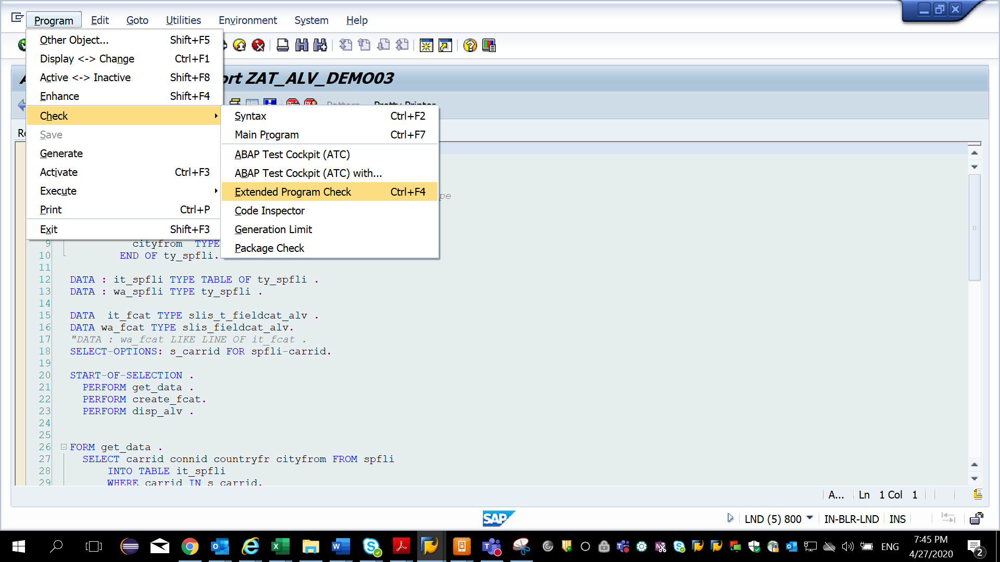 Program Edit Goto Utilities Environment System Help
Other Object... Shift+F5
Display <-> Change Ctrl+F1
Active <-> Inactive Shift+F8
Enhance Shift+F4
Check
Save
Generate
Activate Ctrl+F3
Execute
Print Ctrl+P
Exit Shift+F3
ZAT_ALV_DEMO03
Pattern Pretty Printer
Syntax Ctrl+F2
Main Program Ctrl+F7
ABAP Test Cockpit (ATC)
ABAP Test Cockpit (ATC) with...
Extended Program Check Ctrl+F4
Code Inspector
Generation Limit
Package Check
9 cityfrom TYPE
10 END OF ty_spfli.
11
12 DATA : it_spfli TYPE TABLE OF ty_spfli .
13 DATA : wa_spfli TYPE ty_spfli .
14
15 DATA it_fcat TYPE slis_t_fieldcat_alv .
16 DATA wa_fcat TYPE slis_fieldcat_alv.
17 "DATA : wa_fcat LIKE LINE OF it_fcat .
18 SELECT-OPTIONS: s_carrid FOR spfli-carrid.
19
20 START-OF-SELECTION .
21 PERFORM get_data .
22 PERFORM create_fcat.
23 PERFORM disp_alv .
24
25
26 FORM get_data .
27 SELECT carrid connid countryfr cityfrom FROM spfli
28 INTO TABLE it_spfli
29 WHERE carrid IN s_carrid.
A... Ln 1 Col 1
SAP
LND (5) 800 IN-BLR-LND INS
ENG
7:45 PM
4/27/2020
2